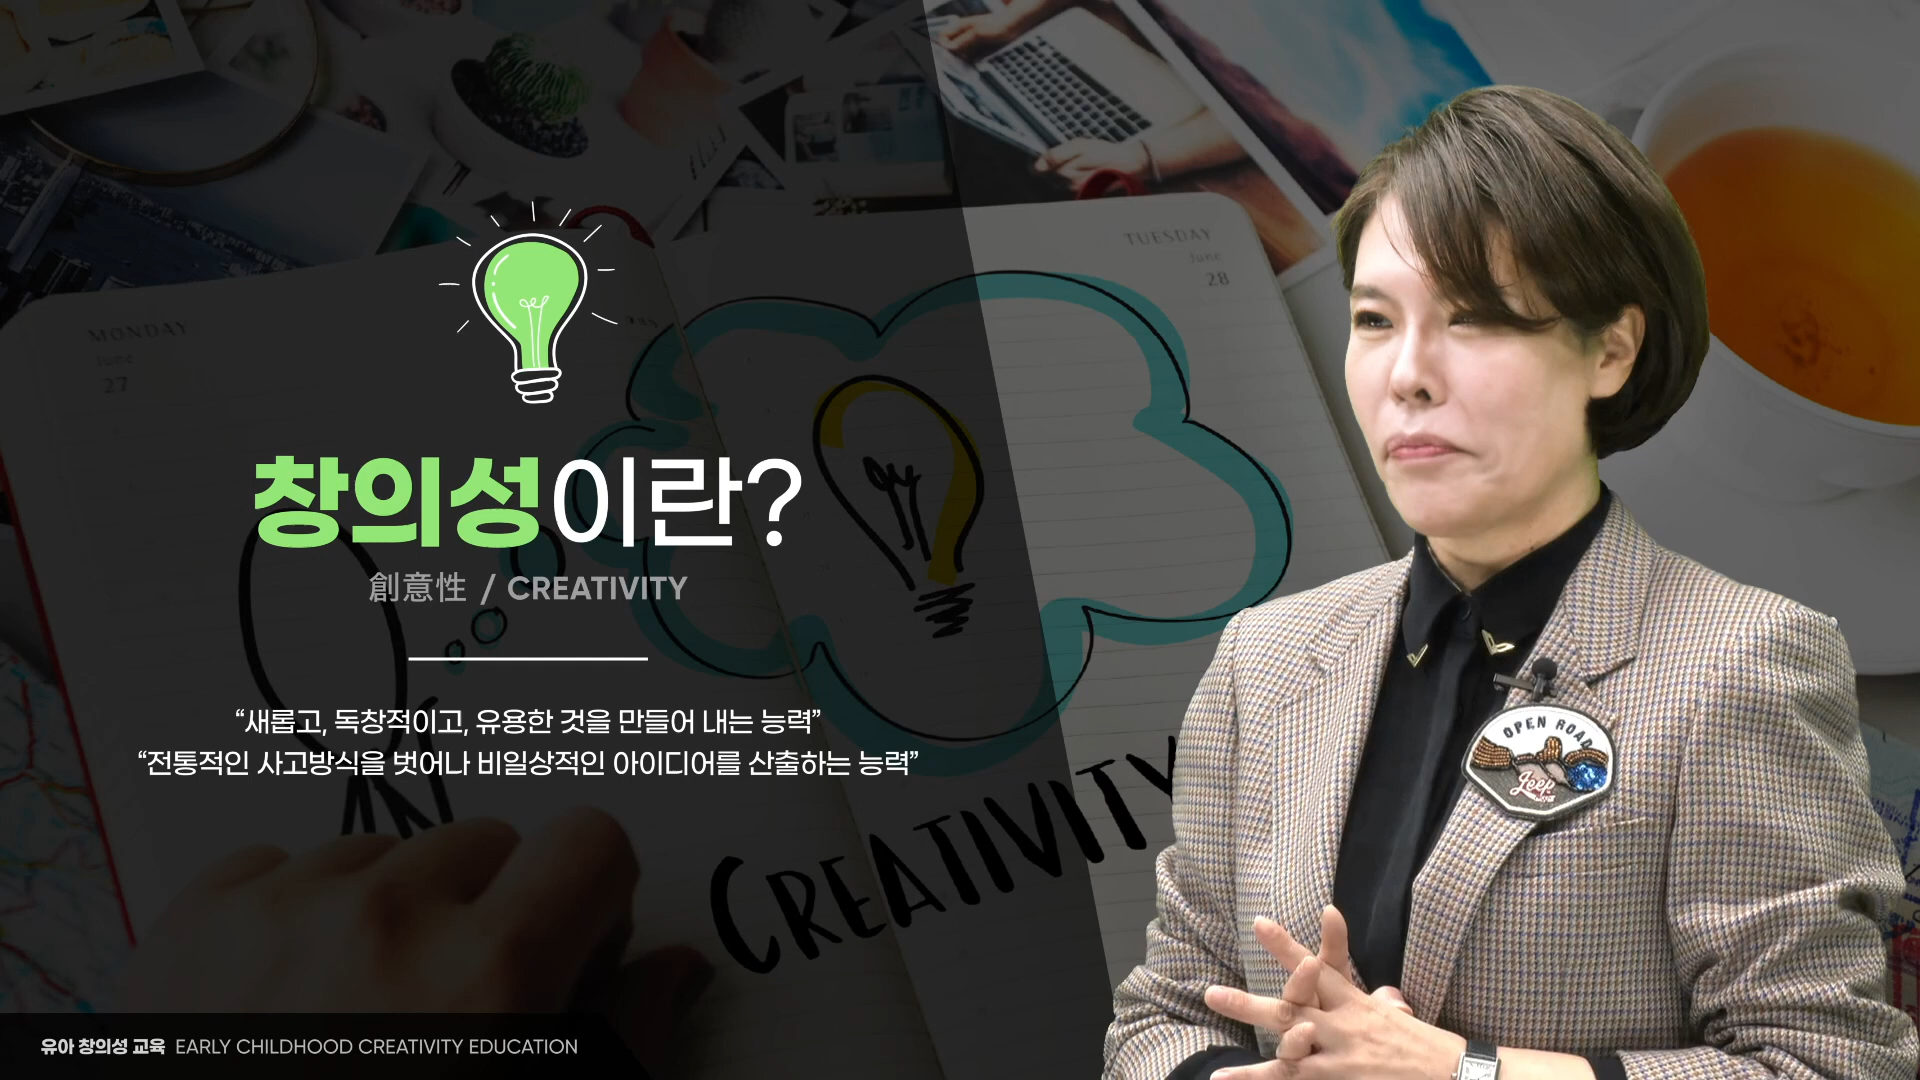 TUESDAY
June
28
MONDAY
June
27
창의성이란?
創意性 / CREATIVITY
“새롭고, 독창적이고, 유용한 것을 만들어 내는 능력”
“전통적인 사고방식을 벗어나 비일상적인 아이디어를 산출하는 능력”
OPEN ROAD
Jeep
CREATIVITY
유아 창의성 교육 EARLY CHILDHOOD CREATIVITY EDUCATION